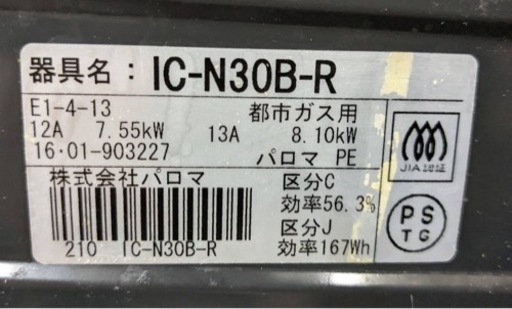 器具名：IC-N30B-R
E1-4-13 都市ガス用
12A 7.55kW 13A 8.10kW
16・01-903227 パロマ PE
株式会社パロマ 区分C
効率56.3%
区分J
210 IC-N30B-R 効率167Wh
JIA認証
PS
TG